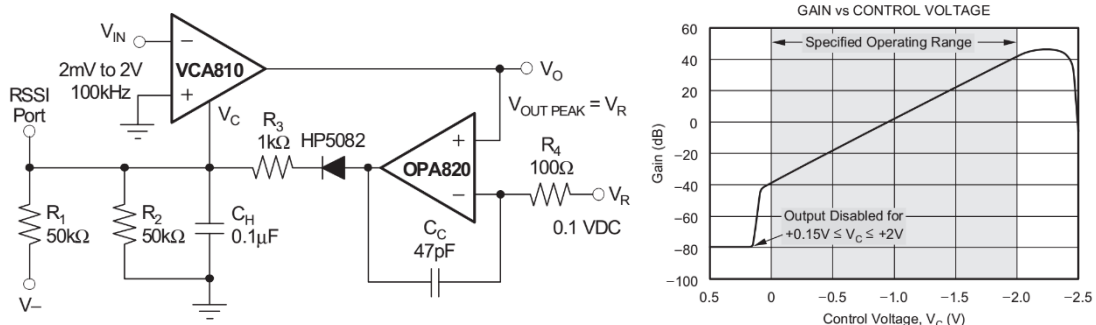 V_IN
2mV to 2V
100kHz
−
VCA810
+
V_C
V_O
V_OUT PEAK = V_R
RSSI
Port
R_3
1kΩ
HP5082
+
OPA820
−
R_4
100Ω
V_R
0.1 VDC
R_1
50kΩ
R_2
50kΩ
C_H
0.1μF
C_C
47pF
V−
GAIN vs CONTROL VOLTAGE
60
40
20
0
−20
−40
−60
−80
−100
Gain (dB)
Specified Operating Range
Output Disabled for
+0.15V ≤ V_C ≤ +2V
0.5
0
−0.5
−1.0
−1.5
−2.0
−2.5
Control Voltage, V_C (V)